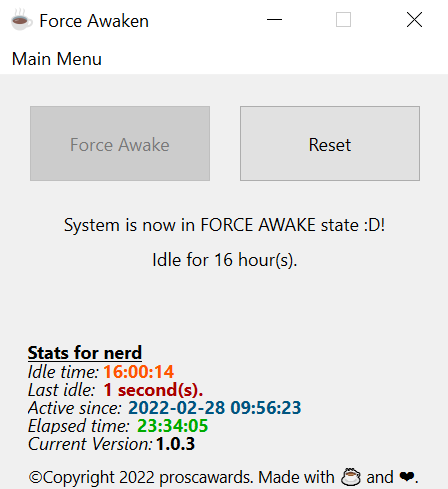 Force Awaken
Main Menu
Force Awake
Reset
System is now in FORCE AWAKE state :D!
Idle for 16 hour(s).
Stats for nerd
Idle time: 16:00:14
Last idle: 1 second(s).
Active since: 2022-02-28 09:56:23
Elapsed time: 23:34:05
Current Version: 1.0.3
©Copyright 2022 proscawards. Made with ☕ and ❤.